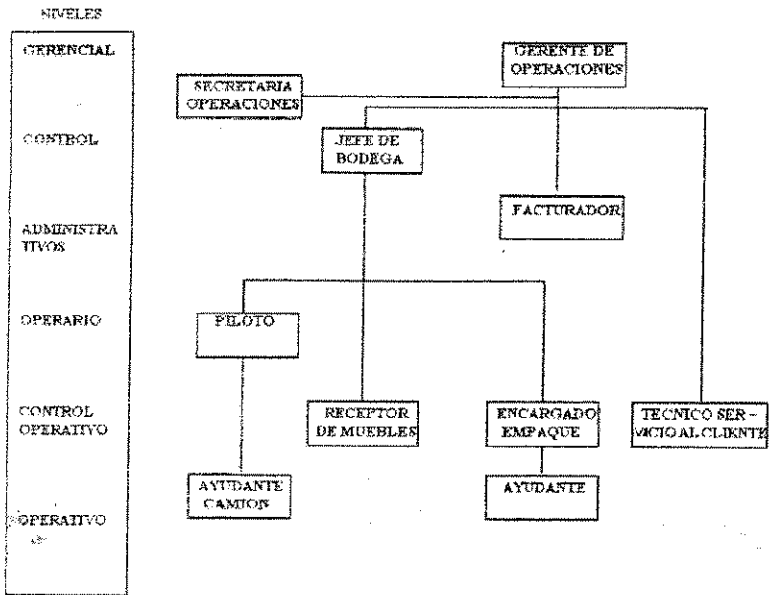 NIVELES
GERENCIAL
GERENTE DE
OPERACIONES
SECRETARIA
OPERACIONES
CONTROL
JEFE DE
BODEGA
FACTURADOR
ADMINISTRA
TIVOS
OPERARIO
PILOTO
CONTROL
OPERATIVO
RECEPTOR
DE MUEBLES
ENCARGADO
EMPAQUE
TECNICO SER -
VICIO AL CLIENTE
AYUDANTE
CAMION
AYUDANTE
OPERATIVO